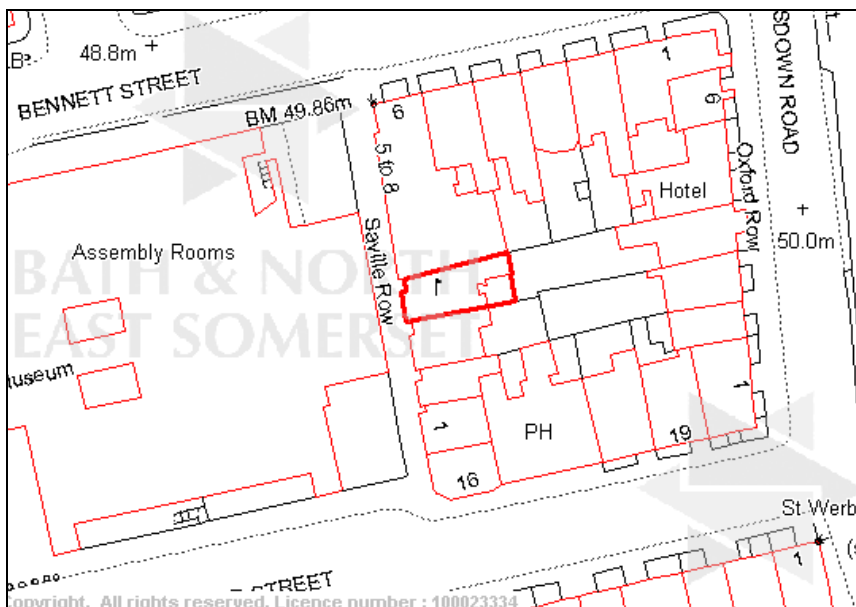 48.8m
BENNETT STREET
BM 49.86m
6
1
5 to 8
6
SDOWN ROAD
Oxford Row
Hotel
50.0m
Saville Row
Assembly Rooms
BATH & NORTH
EAST SOMERSET
useum
1
1
PH
19
1
16
St Werb
1
STREET
Copyright. All rights reserved. Licence number : 100023334